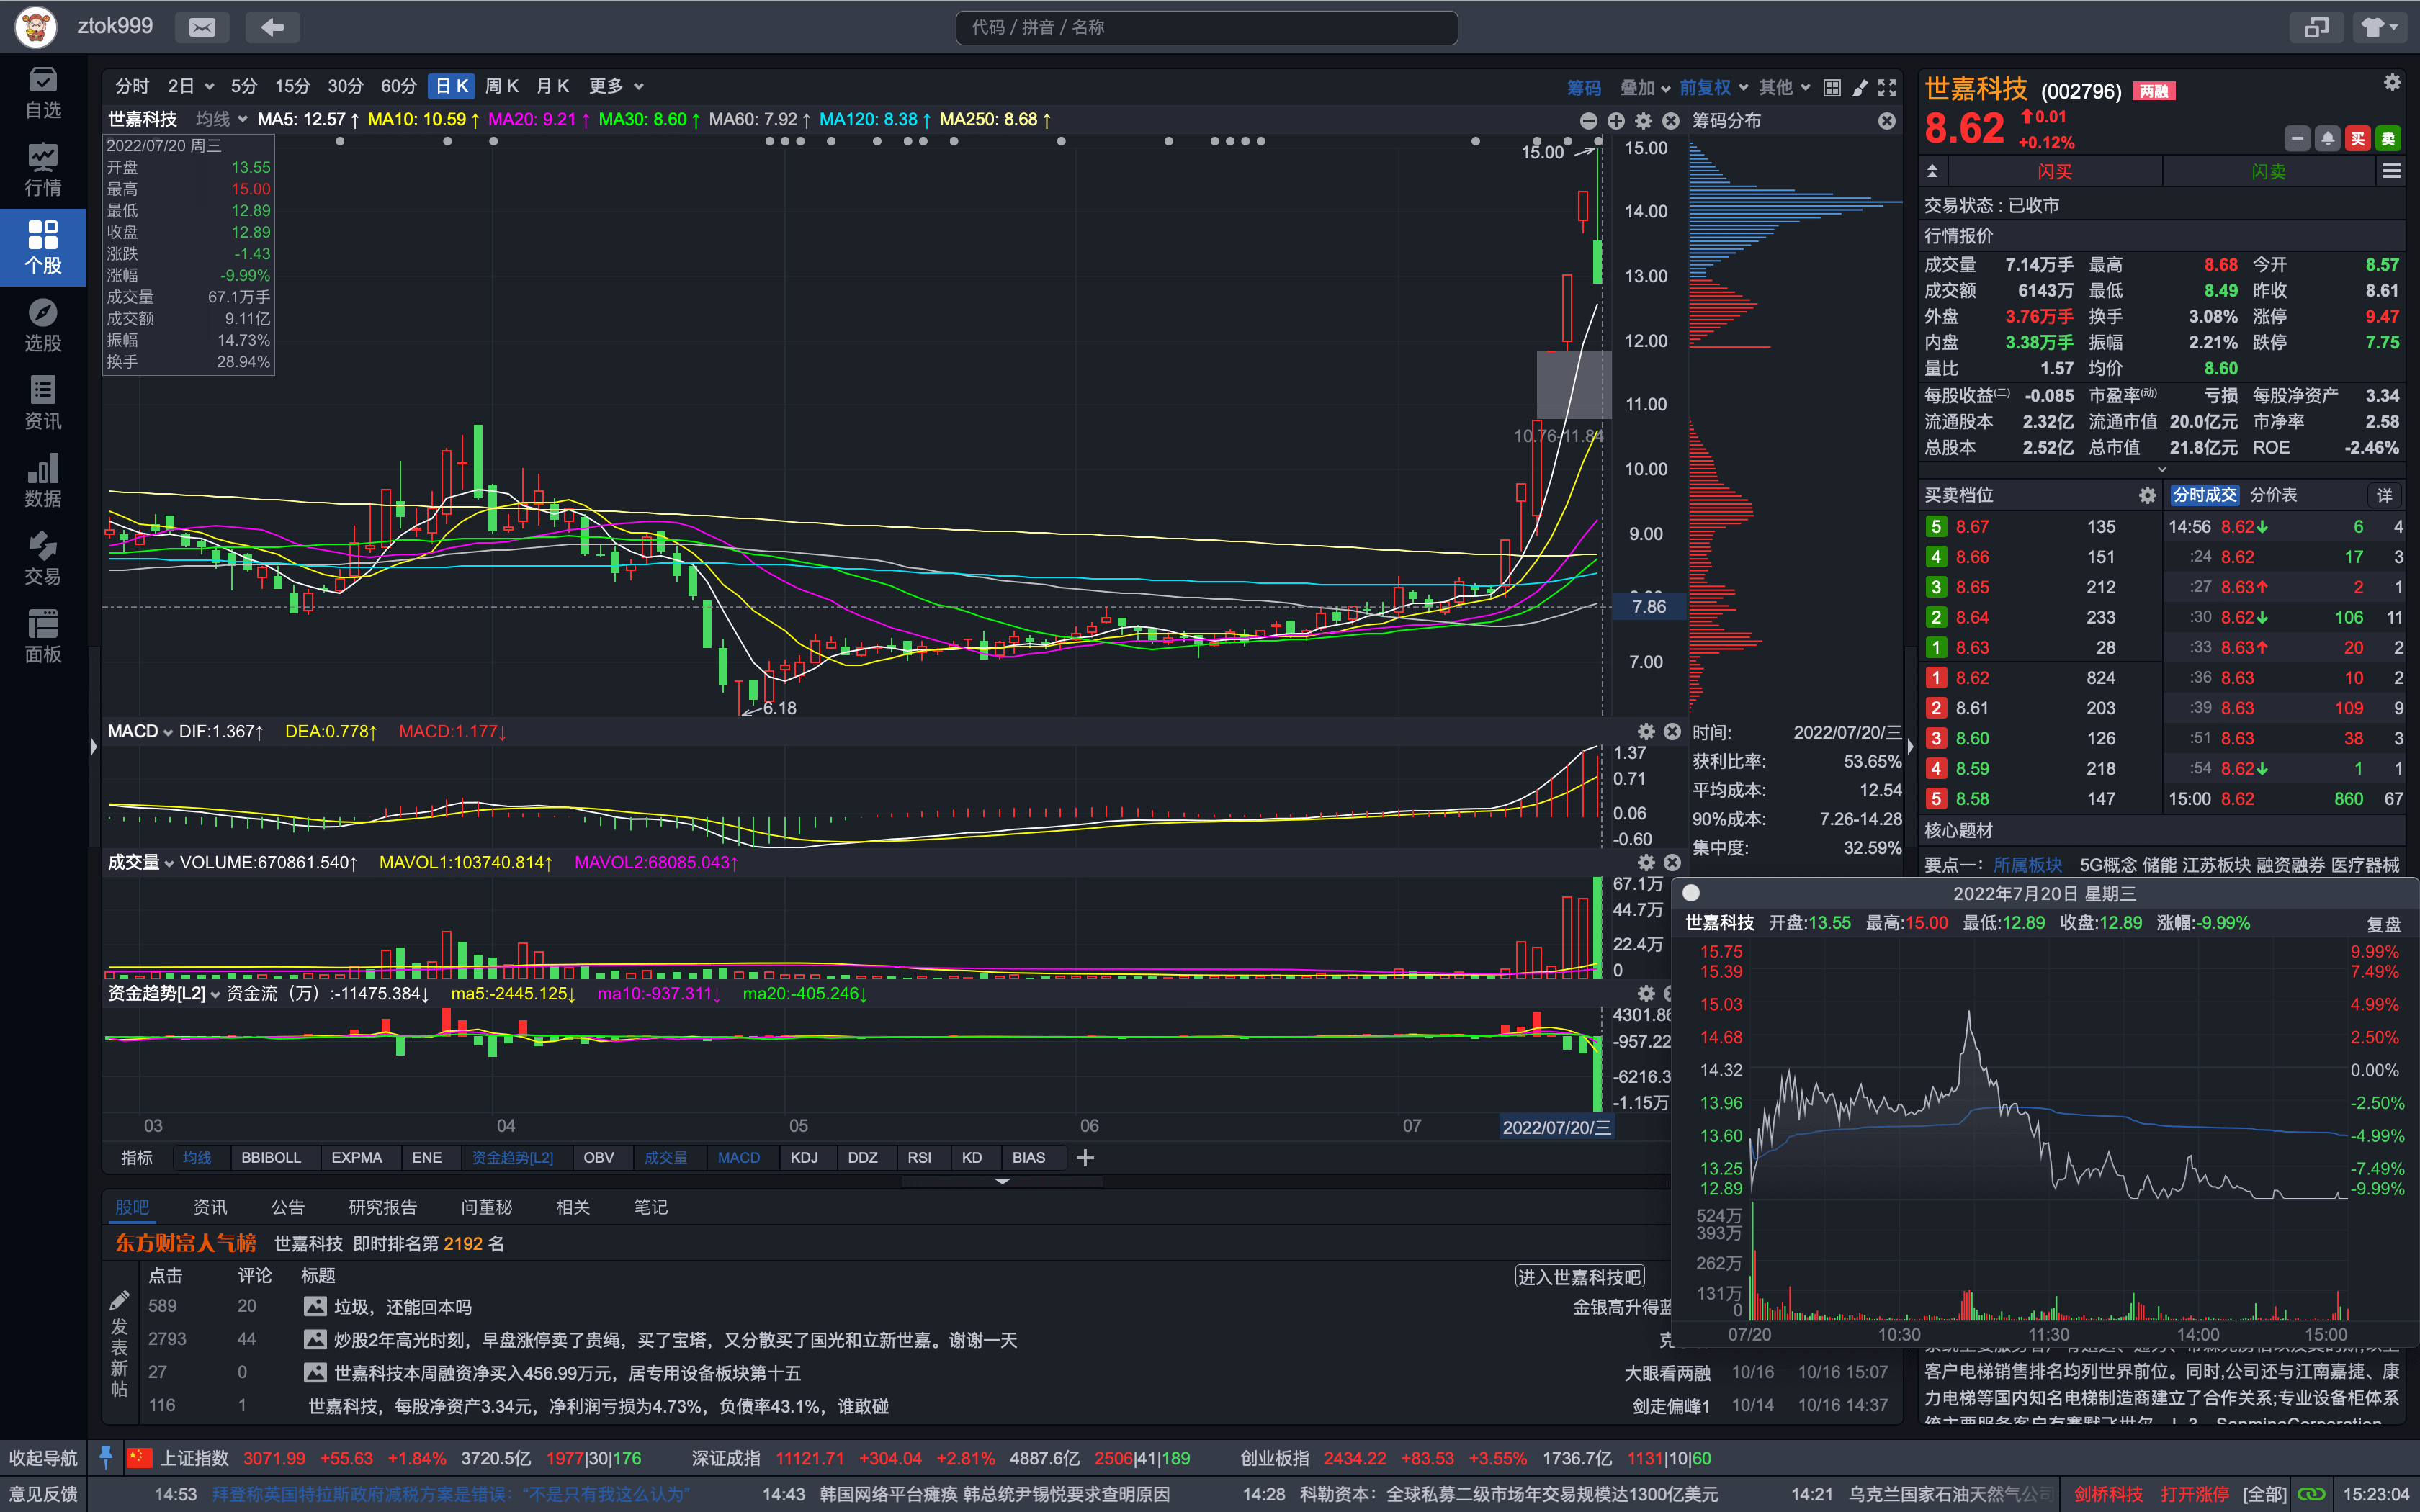 ztok999
代码 / 拼音 / 名称
自选
行情
个股
选股
资讯
数据
交易
面板
分时 2日 5分 15分 30分 60分 日K 周K 月K 更多 筹码 叠加 前复权 其他
世嘉科技 均线 MA5: 12.57↑ MA10: 10.59↑ MA20: 9.21↑ MA30: 8.60↑ MA60: 7.92↑ MA120: 8.38↑ MA250: 8.68↑
筹码分布
2022/07/20 周三
开盘 13.55
最高 15.00
最低 12.89
收盘 12.89
涨跌 -1.43
涨幅 -9.99%
成交量 67.1万手
成交额 9.11亿
振幅 14.73%
换手 28.94%
15.00
10.76-11.84
6.18
15.00
14.00
13.00
12.00
11.00
10.00
9.00
7.86
7.00
MACD DIF:1.367↑ DEA:0.778↑ MACD:1.177↓
1.37
0.71
0.06
-0.60
成交量 VOLUME:670861.540↑ MAVOL1:103740.814↑ MAVOL2:68085.043↑
67.1万
44.7万
22.4万
0
资金趋势[L2] 资金流（万）:-11475.384↓ ma5:-2445.125↓ ma10:-937.311↓ ma20:-405.246↓
4301.86
-957.22
-6216.3
-1.15万
03 04 05 06 07 2022/07/20/三
指标 均线 BBIBOLL EXPMA ENE 资金趋势[L2] OBV 成交量 MACD KDJ DDZ RSI KD BIAS
时间: 2022/07/20/三
获利比率: 53.65%
平均成本: 12.54
90%成本: 7.26-14.28
集中度: 32.59%
股吧 资讯 公告 研究报告 问董秘 相关 笔记
东方财富人气榜 世嘉科技 即时排名第 2192 名
点击 评论 标题 进入世嘉科技吧
发表新帖
589 20 垃圾，还能回本吗 金银高升得蓝
2793 44 炒股2年高光时刻，早盘涨停卖了贵绳，买了宝塔，又分散买了国光和立新世嘉。谢谢一天
27 0 世嘉科技本周融资净买入456.99万元，居专用设备板块第十五 大眼看两融 10/16 10/16 15:07
116 1 世嘉科技，每股净资产3.34元，净利润亏损为4.73%，负债率43.1%，谁敢碰 剑走偏峰1 10/14 10/16 14:37
世嘉科技 (002796) 两融
8.62 0.01
+0.12%
买 卖
闪买 闪卖
交易状态 : 已收市
行情报价
成交量 7.14万手 最高 8.68 今开 8.57
成交额 6143万 最低 8.49 昨收 8.61
外盘 3.76万手 换手 3.08% 涨停 9.47
内盘 3.38万手 振幅 2.21% 跌停 7.75
量比 1.57 均价 8.60
每股收益(二) -0.085 市盈率(动) 亏损 每股净资产 3.34
流通股本 2.32亿 流通市值 20.0亿元 市净率 2.58
总股本 2.52亿 总市值 21.8亿元 ROE -2.46%
买卖档位 分时成交 分价表 详
5 8.67 135 14:56 8.62↓ 6 4
4 8.66 151 :24 8.62 17 3
3 8.65 212 :27 8.63↑ 2 1
2 8.64 233 :30 8.62↓ 106 11
1 8.63 28 :33 8.63↑ 20 2
1 8.62 824 :36 8.63 10 2
2 8.61 203 :39 8.63 109 9
3 8.60 126 :51 8.63 38 3
4 8.59 218 :54 8.62↓ 1 1
5 8.58 147 15:00 8.62 860 67
核心题材
要点一： 所属板块 5G概念 储能 江苏板块 融资融券 医疗器械
2022年7月20日 星期三
世嘉科技 开盘:13.55 最高:15.00 最低:12.89 收盘:12.89 涨幅:-9.99% 复盘
15.75 9.99%
15.39 7.49%
15.03 4.99%
14.68 2.50%
14.32 0.00%
13.96 -2.50%
13.60 -4.99%
13.25 -7.49%
12.89 -9.99%
524万
393万
262万
131万
0
07/20 10:30 11:30 14:00 15:00
客户电梯销售排名均列世界前位。同时,公司还与江南嘉捷、康
力电梯等国内知名电梯制造商建立了合作关系;专业设备柜体系
收起导航 上证指数 3071.99 +55.63 +1.84% 3720.5亿 1977|30|176 深证成指 11121.71 +304.04 +2.81% 4887.6亿 2506|41|189 创业板指 2434.22 +83.53 +3.55% 1736.7亿 1131|10|60
意见反馈 14:53 拜登称英国特拉斯政府减税方案是错误：“不是只有我这么认为” 14:43 韩国网络平台瘫痪 韩总统尹锡悦要求查明原因 14:28 科勒资本：全球私募二级市场年交易规模达1300亿美元 14:21 乌克兰国家石油天然气公司 剑桥科技 打开涨停 [全部] 15:23:04